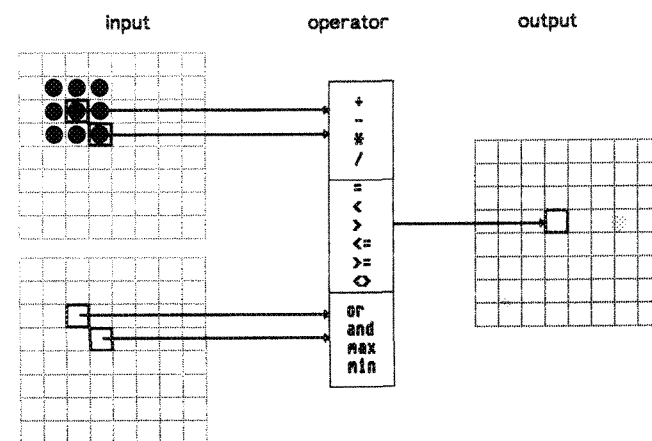 input operator output
+
-
*
/
=
<
>
<=
>=
<>
or
and
max
min